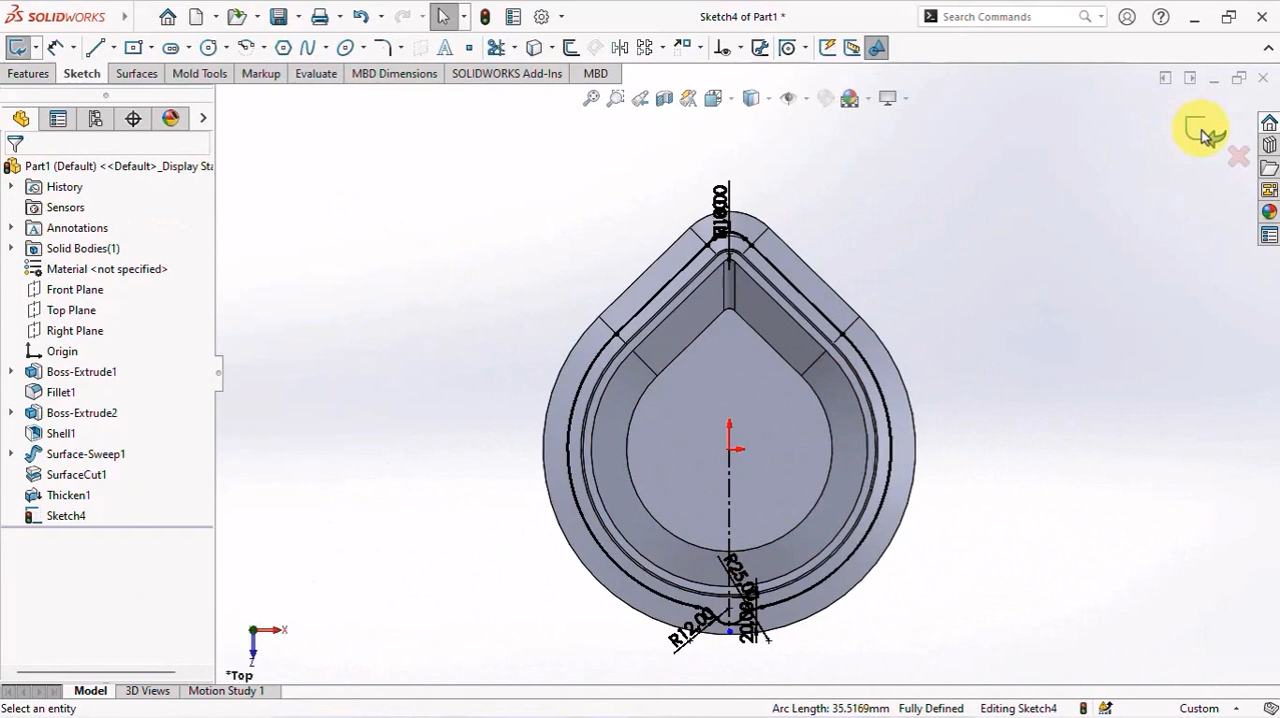 SOLIDWORKS
Sketch4 of Part1 *
Search Commands
Features
Sketch
Surfaces
Mold Tools
Markup
Evaluate
MBD Dimensions
SOLIDWORKS Add-Ins
MBD
Part1 (Default) <<Default>_Display Sta
History
Sensors
Annotations
Solid Bodies(1)
Material <not specified>
Front Plane
Top Plane
Right Plane
Origin
Boss-Extrude1
Fillet1
Boss-Extrude2
Shell1
Surface-Sweep1
SurfaceCut1
Thicken1
Sketch4
R12,00
X
Z
*Top
Model
3D Views
Motion Study 1
Select an entity
Arc Length: 35.5169mm
Fully Defined
Editing Sketch4
Custom